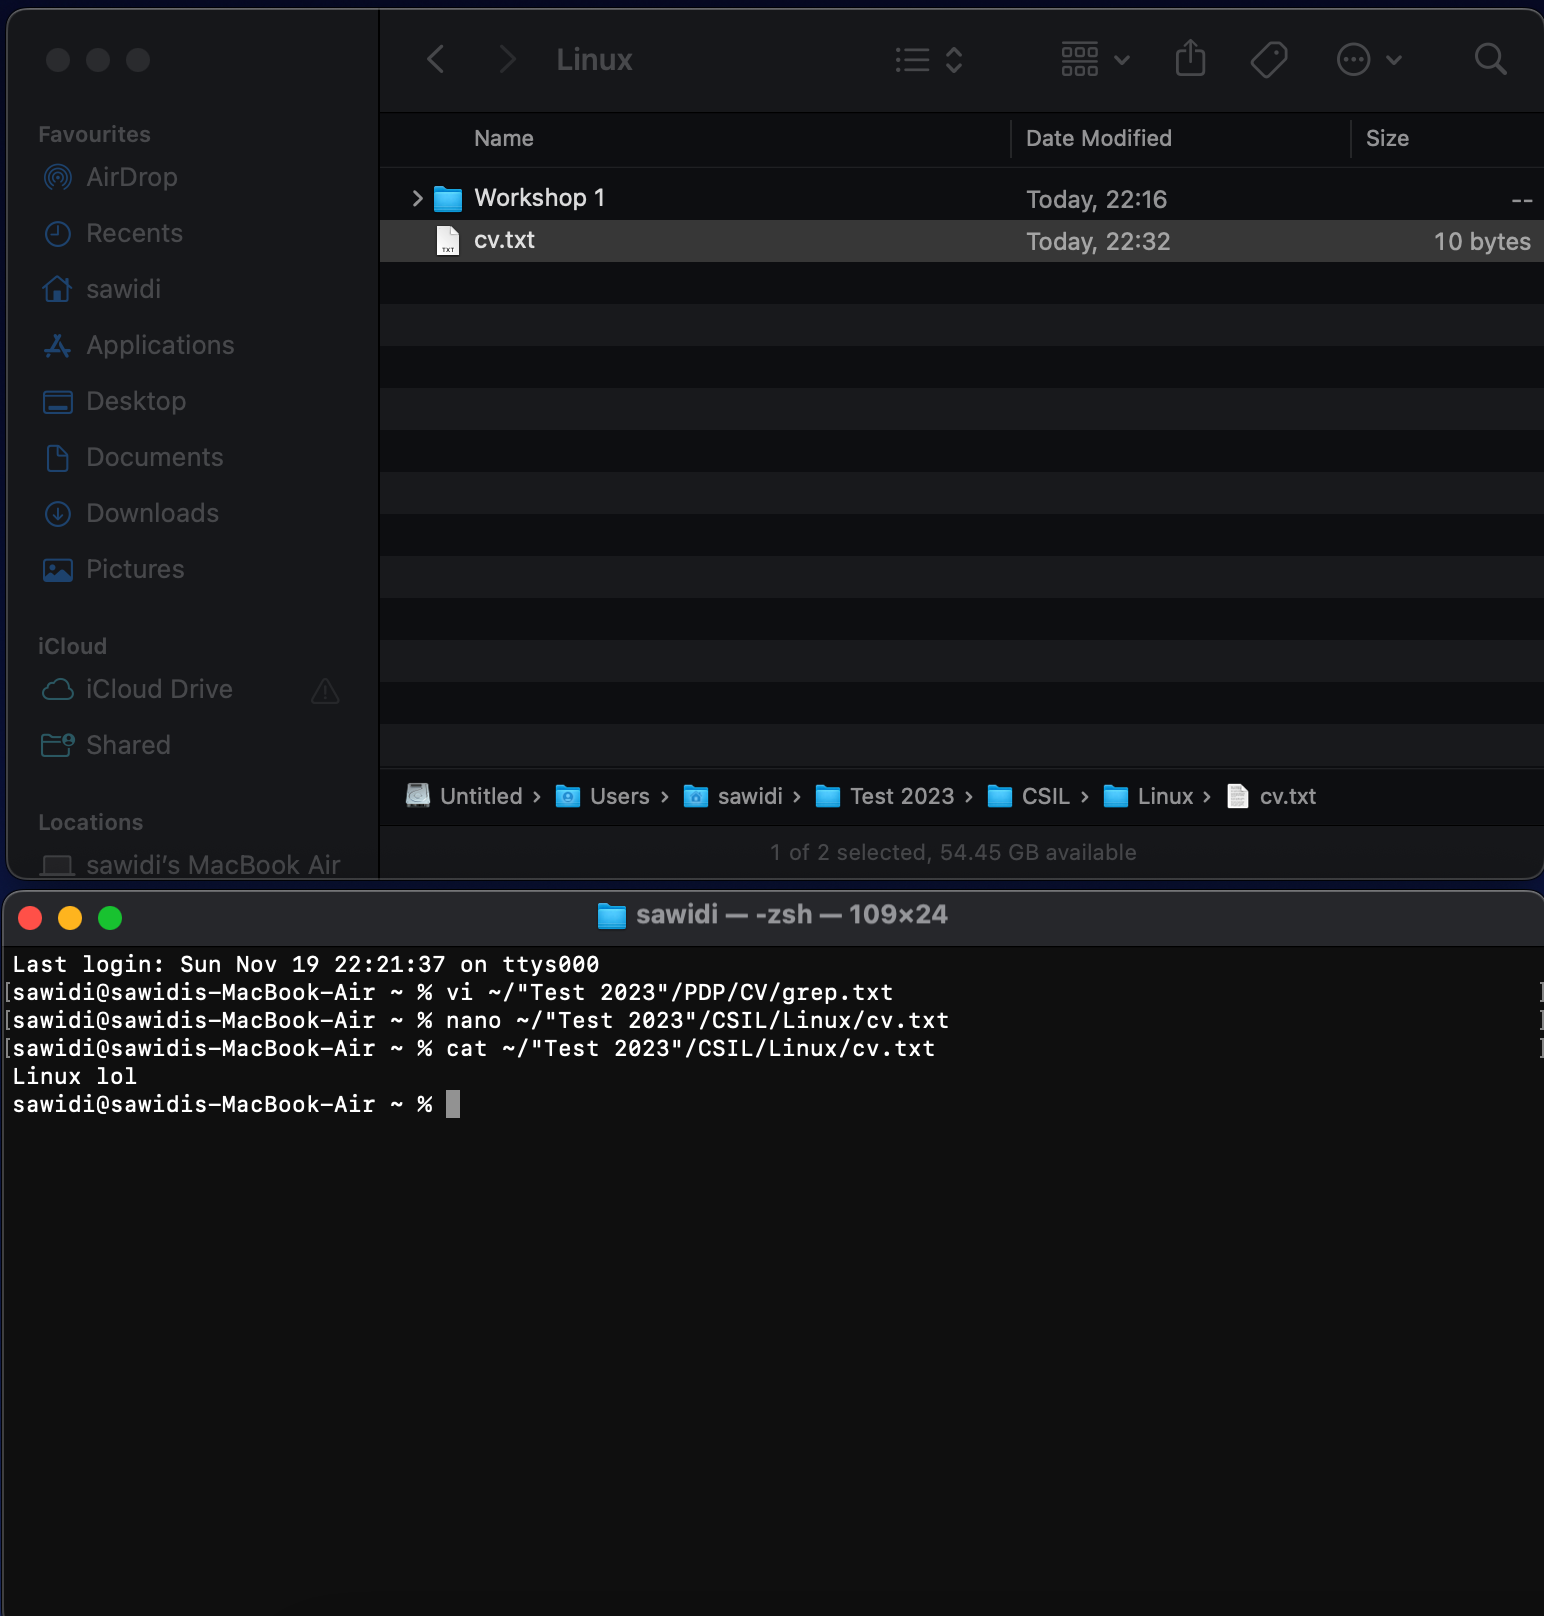 Linux
Favourites
AirDrop
Recents
sawidi
Applications
Desktop
Documents
Downloads
Pictures
iCloud
iCloud Drive
Shared
Locations
sawidi’s MacBook Air
Name Date Modified Size
Workshop 1 Today, 22:16 --
TXT cv.txt Today, 22:32 10 bytes
Untitled › Users › sawidi › Test 2023 › CSIL › Linux › cv.txt
1 of 2 selected, 54.45 GB available
sawidi — -zsh — 109×24
Last login: Sun Nov 19 22:21:37 on ttys000
[sawidi@sawidis-MacBook-Air ~ % vi ~/"Test 2023"/PDP/CV/grep.txt ]
[sawidi@sawidis-MacBook-Air ~ % nano ~/"Test 2023"/CSIL/Linux/cv.txt ]
[sawidi@sawidis-MacBook-Air ~ % cat ~/"Test 2023"/CSIL/Linux/cv.txt ]
Linux lol
sawidi@sawidis-MacBook-Air ~ %